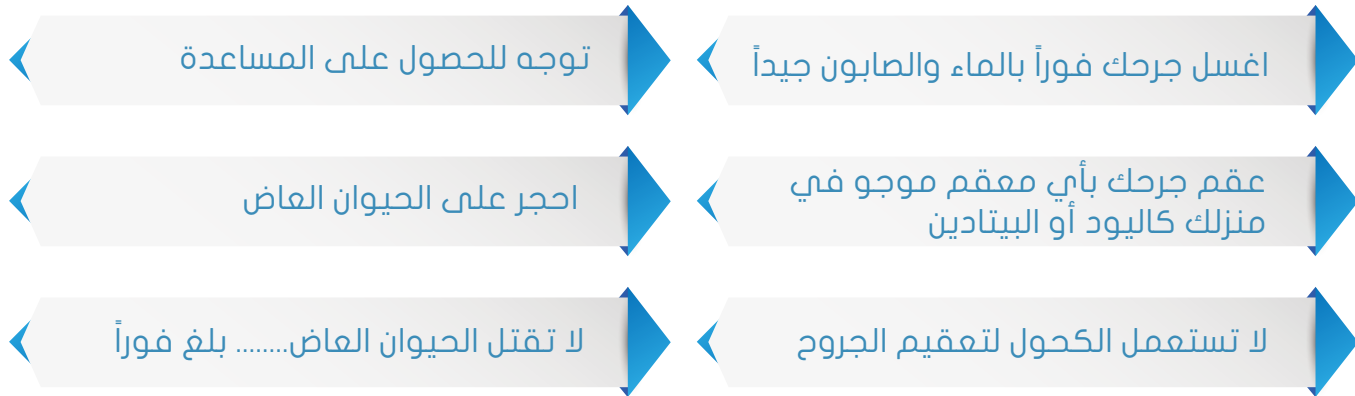 اغسل جرحك فوراً بالماء والصابون جيداً
عقم جرحك بأي معقم موجو في
منزلك كاليود أو البيتادين
لا تستعمل الكحول لتعقيم الجروح
توجه للحصول على المساعدة
احجر على الحيوان العاض
لا تقتل الحيوان العاض........ بلغ فوراً